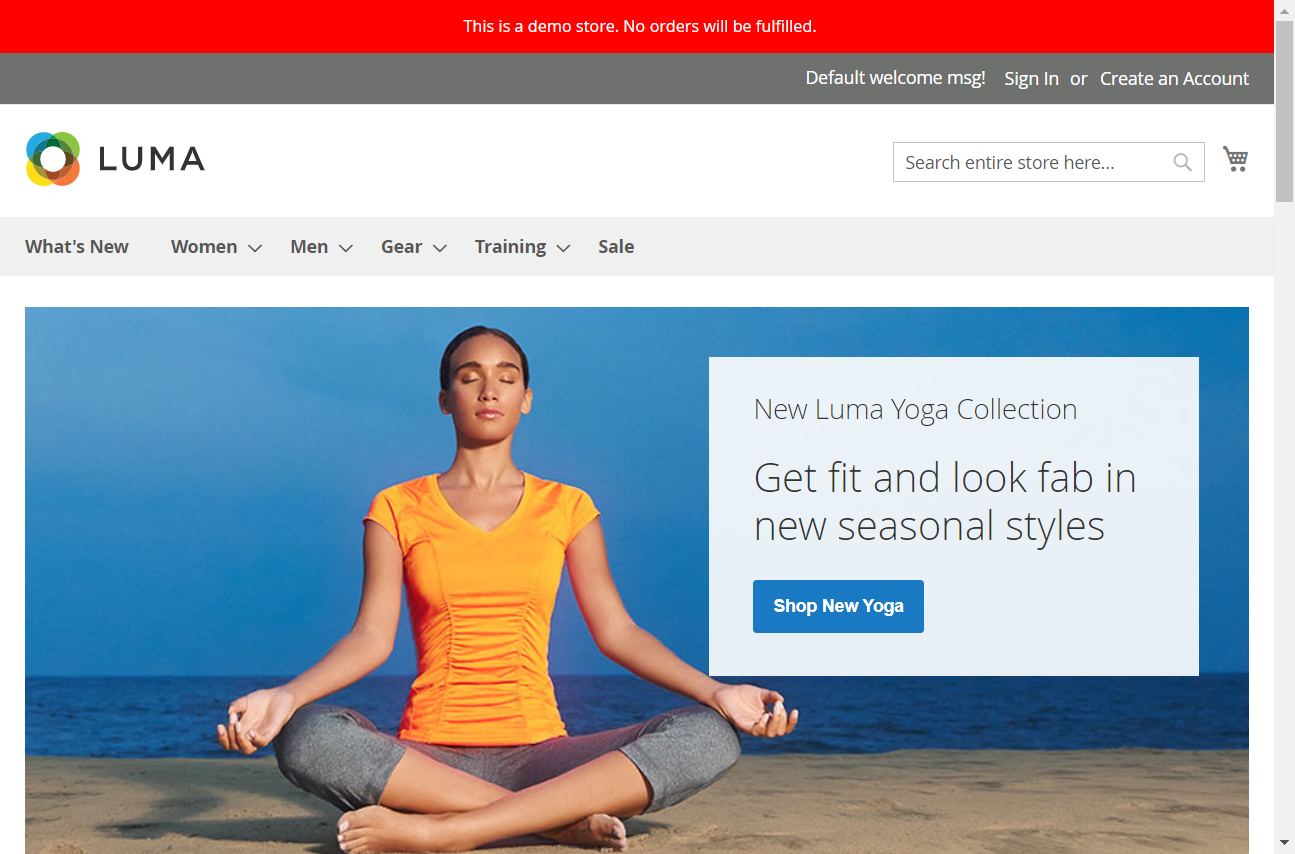 This is a demo store. No orders will be fulfilled.
Default welcome msg! Sign In or Create an Account
LUMA
Search entire store here...
What's New Women Men Gear Training Sale
New Luma Yoga Collection
Get fit and look fab in
new seasonal styles
Shop New Yoga